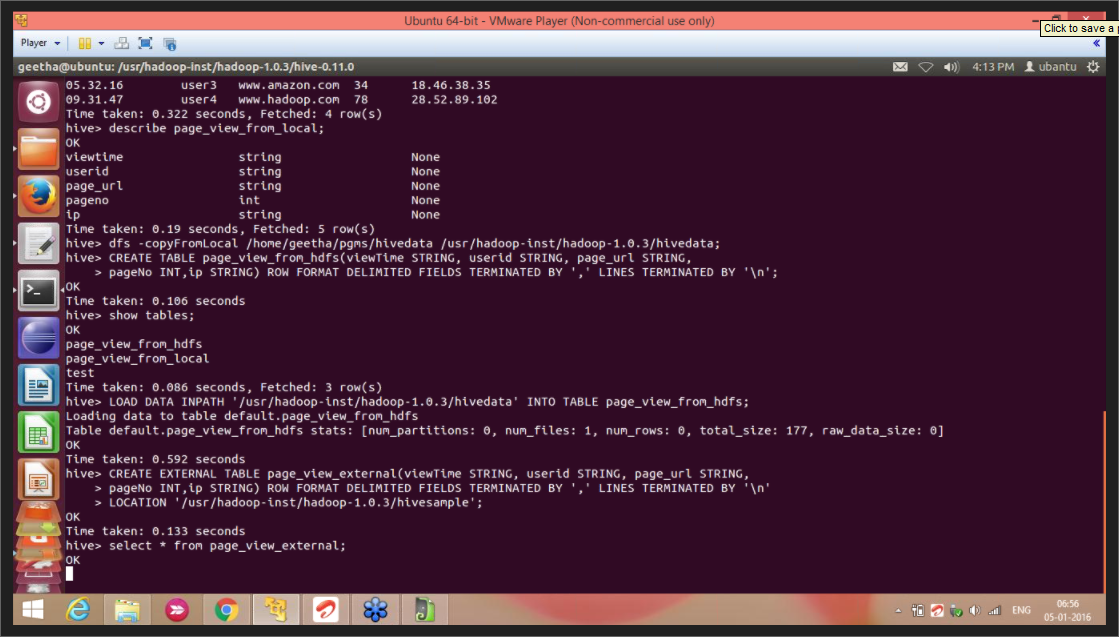 Ubuntu 64-bit - VMware Player (Non-commercial use only)
Click to save a p
Player
geetha@ubuntu: /usr/hadoop-inst/hadoop-1.0.3/hive-0.11.0
4:13 PM ubantu
05.32.16 user3 www.amazon.com 34 18.46.38.35
09.31.47 user4 www.hadoop.com 78 28.52.89.102
Time taken: 0.322 seconds, Fetched: 4 row(s)
hive> describe page_view_from_local;
OK
viewtime string None
userid string None
page_url string None
pageno int None
ip string None
Time taken: 0.19 seconds, Fetched: 5 row(s)
hive> dfs -copyFromLocal /home/geetha/pgms/hivedata /usr/hadoop-inst/hadoop-1.0.3/hivedata;
hive> CREATE TABLE page_view_from_hdfs(viewTime STRING, userid STRING, page_url STRING,
> pageNo INT,ip STRING) ROW FORMAT DELIMITED FIELDS TERMINATED BY ',' LINES TERMINATED BY '\n';
OK
Time taken: 0.106 seconds
hive> show tables;
OK
page_view_from_hdfs
page_view_from_local
test
Time taken: 0.086 seconds, Fetched: 3 row(s)
hive> LOAD DATA INPATH '/usr/hadoop-inst/hadoop-1.0.3/hivedata' INTO TABLE page_view_from_hdfs;
Loading data to table default.page_view_from_hdfs
Table default.page_view_from_hdfs stats: [num_partitions: 0, num_files: 1, num_rows: 0, total_size: 177, raw_data_size: 0]
OK
Time taken: 0.592 seconds
hive> CREATE EXTERNAL TABLE page_view_external(viewTime STRING, userid STRING, page_url STRING,
> pageNo INT,ip STRING) ROW FORMAT DELIMITED FIELDS TERMINATED BY ',' LINES TERMINATED BY '\n'
> LOCATION '/usr/hadoop-inst/hadoop-1.0.3/hivesample';
OK
Time taken: 0.133 seconds
hive> select * from page_view_external;
OK
ENG
06:56
05-01-2016